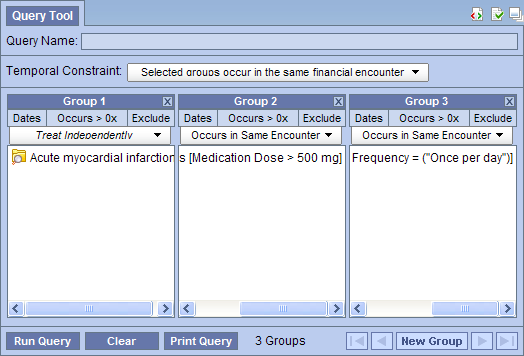 Query Tool
Query Name:
Temporal Constraint: Selected groups occur in the same financial encounter
Group 1 Group 2 Group 3
Dates Occurs > 0x Exclude Dates Occurs > 0x Exclude Dates Occurs > 0x Exclude
Treat Independently Occurs in Same Encounter Occurs in Same Encounter
Acute myocardial infarction s [Medication Dose > 500 mg] Frequency = ("Once per day")]
Run Query Clear Print Query 3 Groups New Group